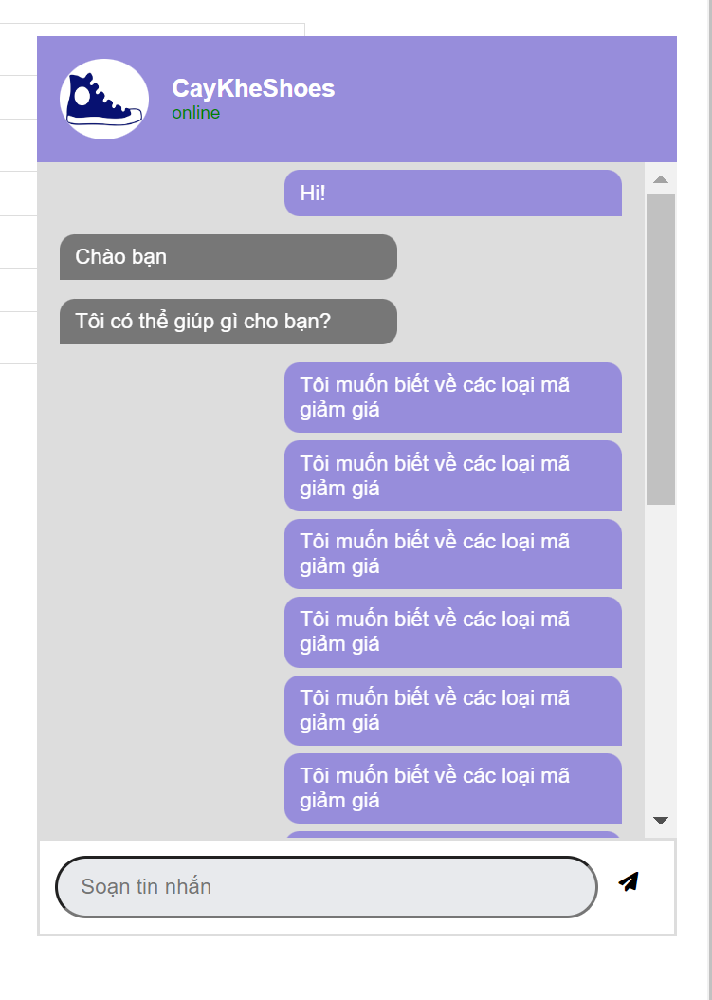 CayKheShoes
online
Hi!
Chào bạn
Tôi có thể giúp gì cho bạn?
Tôi muốn biết về các loại mã
giảm giá
Tôi muốn biết về các loại mã
giảm giá
Tôi muốn biết về các loại mã
giảm giá
Tôi muốn biết về các loại mã
giảm giá
Tôi muốn biết về các loại mã
giảm giá
Tôi muốn biết về các loại mã
giảm giá
Soạn tin nhắn